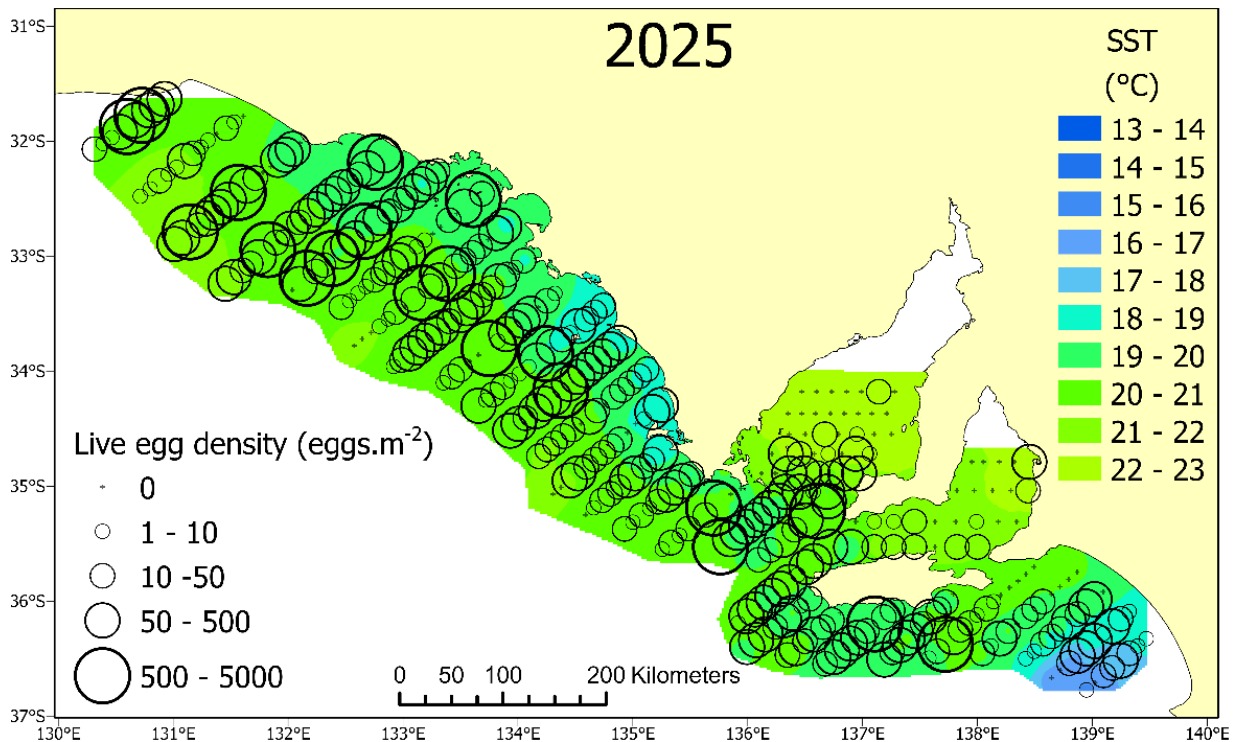 2025
31°S
32°S
33°S
34°S
35°S
36°S
37°S
SST
(°C)
13 - 14
14 - 15
15 - 16
16 - 17
17 - 18
18 - 19
19 - 20
20 - 21
21 - 22
22 - 23
Live egg density (eggs.m⁻²)
0
1 - 10
10 -50
50 - 500
500 - 5000
0 50 100 200 Kilometers
130°E 131°E 132°E 133°E 134°E 135°E 136°E 137°E 138°E 139°E 140°E